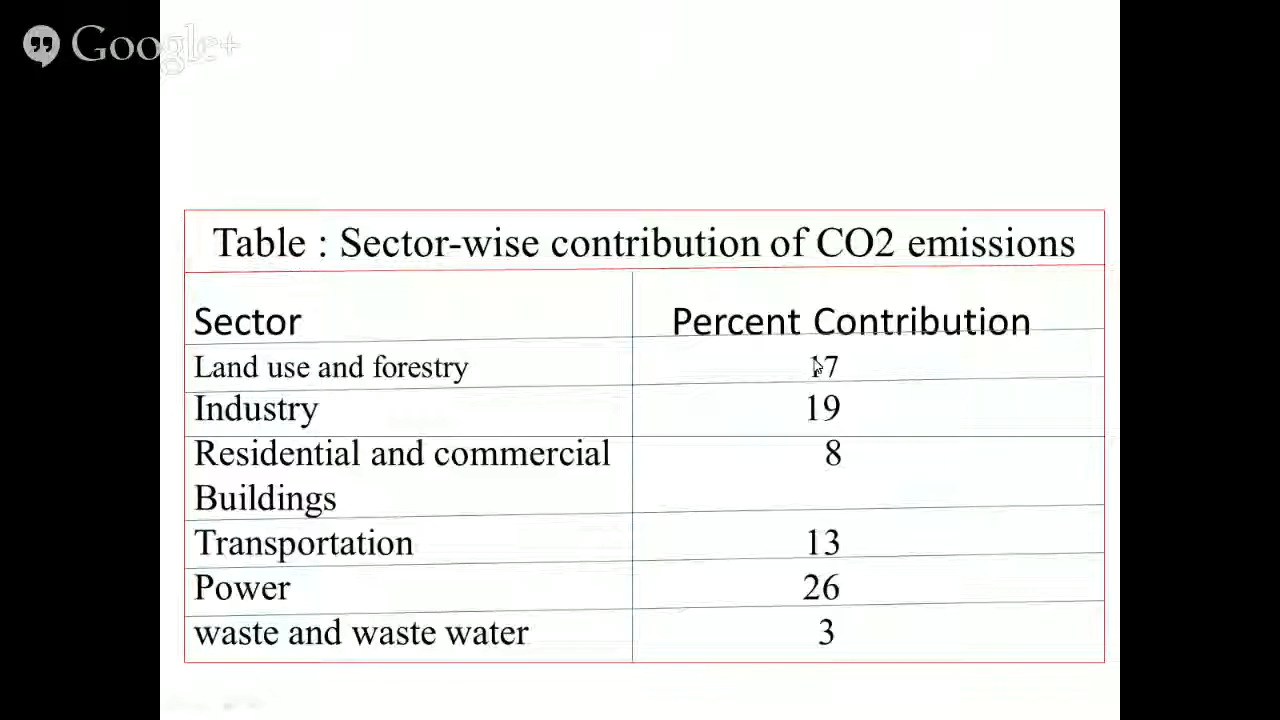 Google+
Table : Sector-wise contribution of CO2 emissions
Sector Percent Contribution
Land use and forestry 17
Industry 19
Residential and commercial 8
Buildings
Transportation 13
Power 26
waste and waste water 3